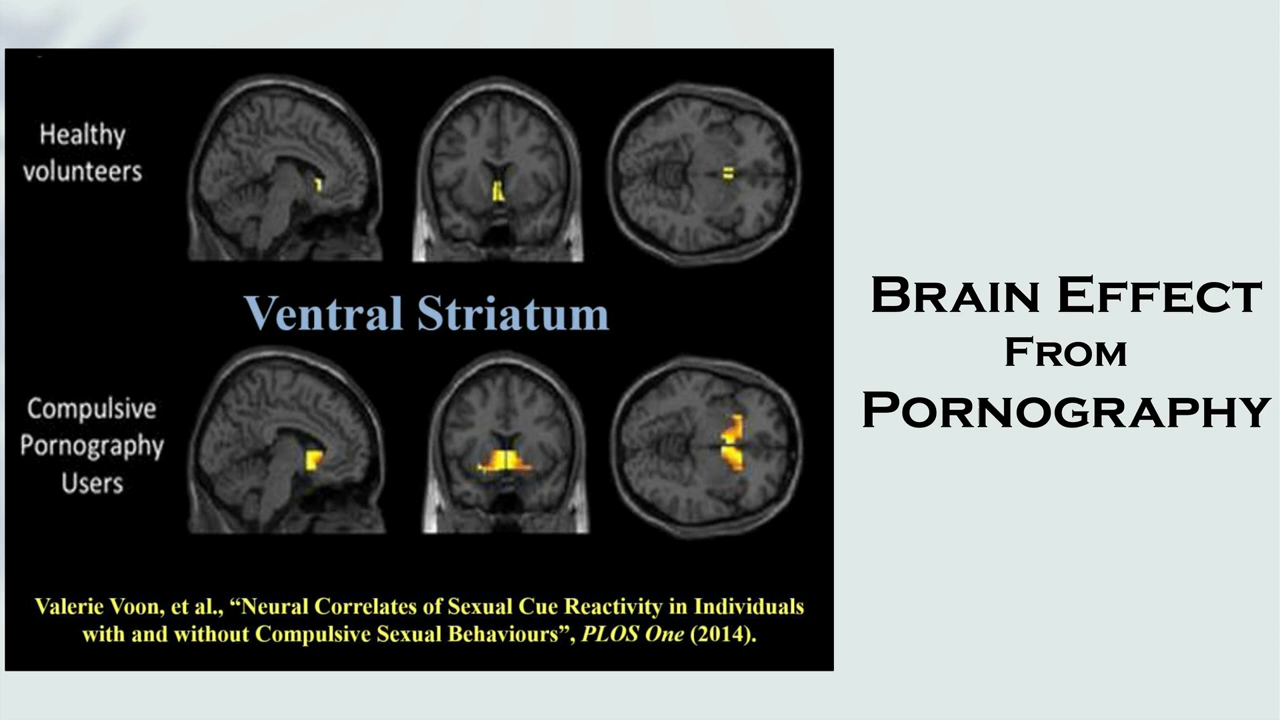 Healthy
volunteers
Ventral Striatum
Compulsive
Pornography
Users
Valerie Voon, et al., “Neural Correlates of Sexual Cue Reactivity in Individuals
with and without Compulsive Sexual Behaviours”, PLOS One (2014).
BRAIN EFFECT
FROM
PORNOGRAPHY